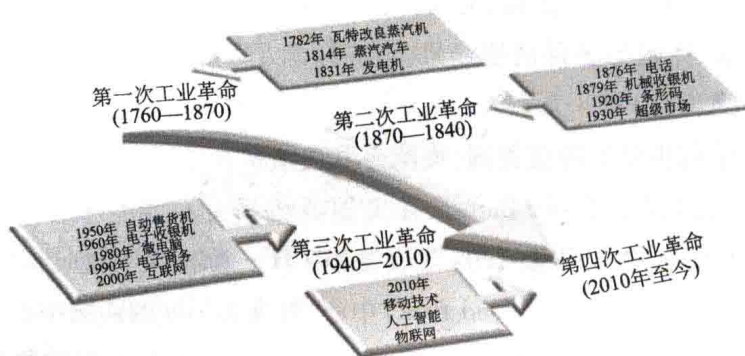 1782年 瓦特改良蒸汽机
1814年 蒸汽汽车
1831年 发电机
第一次工业革命
(1760—1870)
1876年 电话
1879年 机械收银机
1920年 条形码
1930年 超级市场
第二次工业革命
(1870—1840)
1950年 自动售货机
1960年 电子收银机
1980年 微电脑
1990年 电子商务
2000年 互联网
第三次工业革命
(1940—2010)
2010年
移动技术
人工智能
物联网
第四次工业革命
(2010年至今)